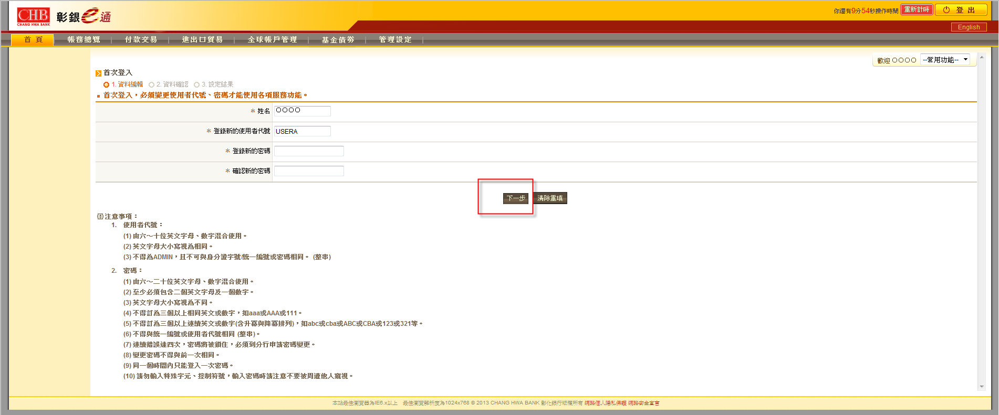 CHB
CHANG HWA BANK
彰銀e通
你還有9分54秒操作時間 重新計時 登 出
English
首 頁 帳務總覽 付款交易 進出口貿易 全球帳戶管理 基金債券 管理設定
歡迎 ○○○○ --常用功能--
首次登入
1. 資料編輯 2. 資料確認 3. 設定結果
首次登入，必須變更使用者代號、密碼才能使用各項服務功能。
＊ 姓名 ○○○○
＊ 登錄新的使用者代號 USERA
＊ 登錄新的密碼
＊ 確認新的密碼
下一步 清除重填
注意事項：
1. 使用者代號：
(1) 由六～十位英文字母、數字混合使用。
(2) 英文字母大小寫視為相同。
(3) 不得為ADMIN，且不可與身分證字號/統一編號或密碼相同。 (整串)
2. 密碼：
(1) 由六～二十位英文字母、數字混合使用。
(2) 至少必須包含二個英文字母及一個數字。
(3) 英文字母大小寫視為不同。
(4) 不得訂為三個以上相同英文或數字，如aaa或AAA或111。
(5) 不得訂為三個以上連續英文或數字(含升冪與降冪排列)，如abc或cba或ABC或CBA或123或321等。
(6) 不得與統一編號或使用者代號相同 (整串)。
(7) 連續錯誤達四次，密碼將被鎖住，必須到分行申請密碼變更。
(8) 變更密碼不得與前一次相同。
(9) 同一個時間內只能登入一次密碼。
(10) 請勿輸入特殊字元、控制符號，輸入密碼時請注意不要被周遭他人窺視。
本站最佳瀏覽器為IE6.x以上 最佳瀏覽解析度為1024x768 © 2013 CHANG HWA BANK 彰化銀行版權所有 網路個人隱私保護 網路安全宣言